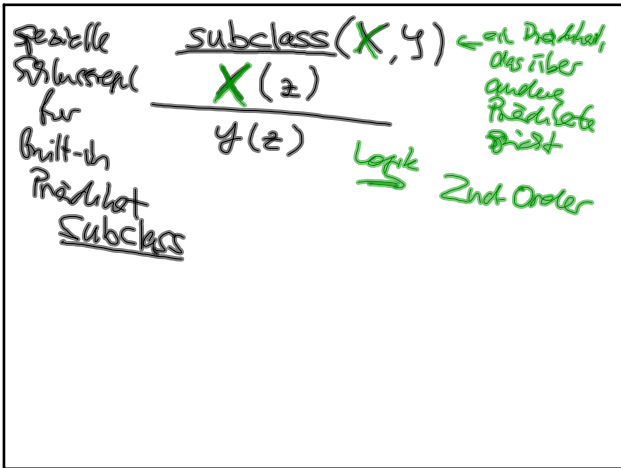 spezielle
Schlussregel
für
built-in
Prädikat
subclass
subclass(X, y)
X(z)
y(z)
← ein Prädikat,
das über
andere
Prädikate
spricht
Logik
2nd-Order